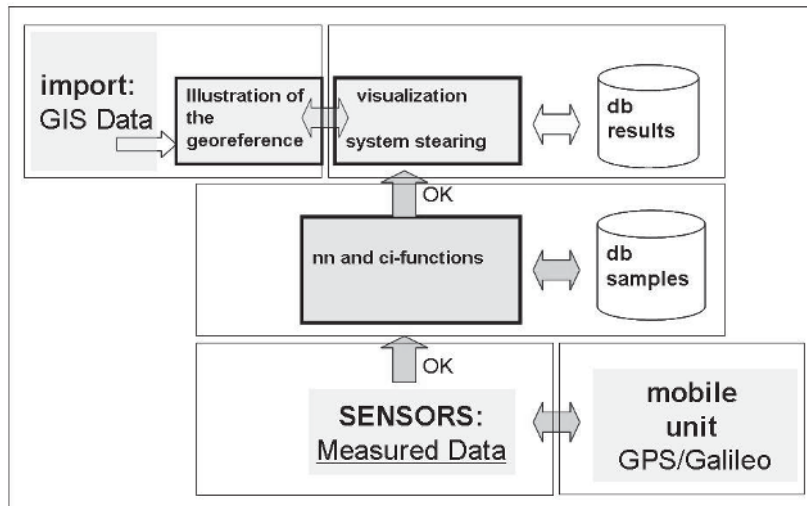 import:
GIS Data
Illustration of
the
georeference
visualization
system stearing
db
results
OK
nn and ci-functions
db
samples
OK
SENSORS:
Measured Data
mobile
unit
GPS/Galileo